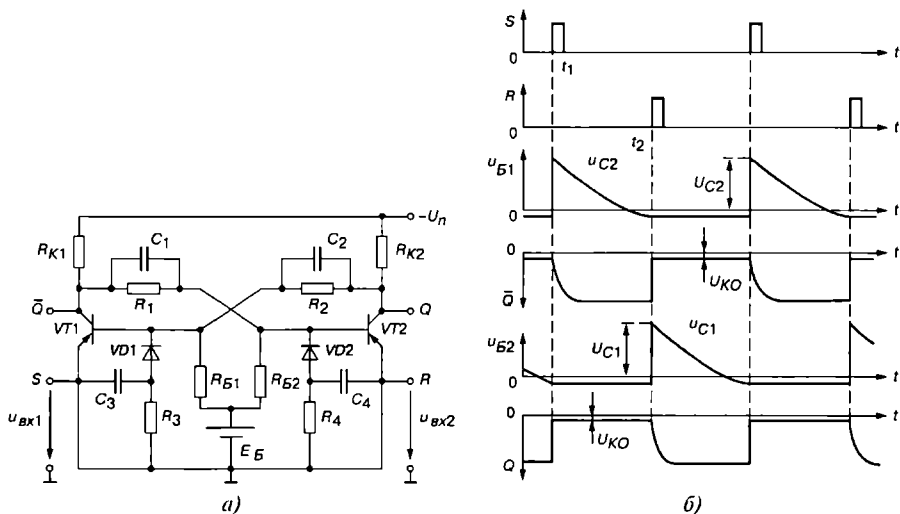 −Uп
Rк1
C1
C2
Rк2
R1
R2
Q̄
Q
VT1
VT2
VD1
VD2
S
R
C3
RБ1
RБ2
C4
uвх1
R3
R4
uвх2
EБ
а)
S
0
t
t1
R
0
t
t2
uБ1
uC2
UC2
0
t
0
t
UКО
Q̄
uБ2
uC1
UC1
0
t
0
t
UКО
Q
б)